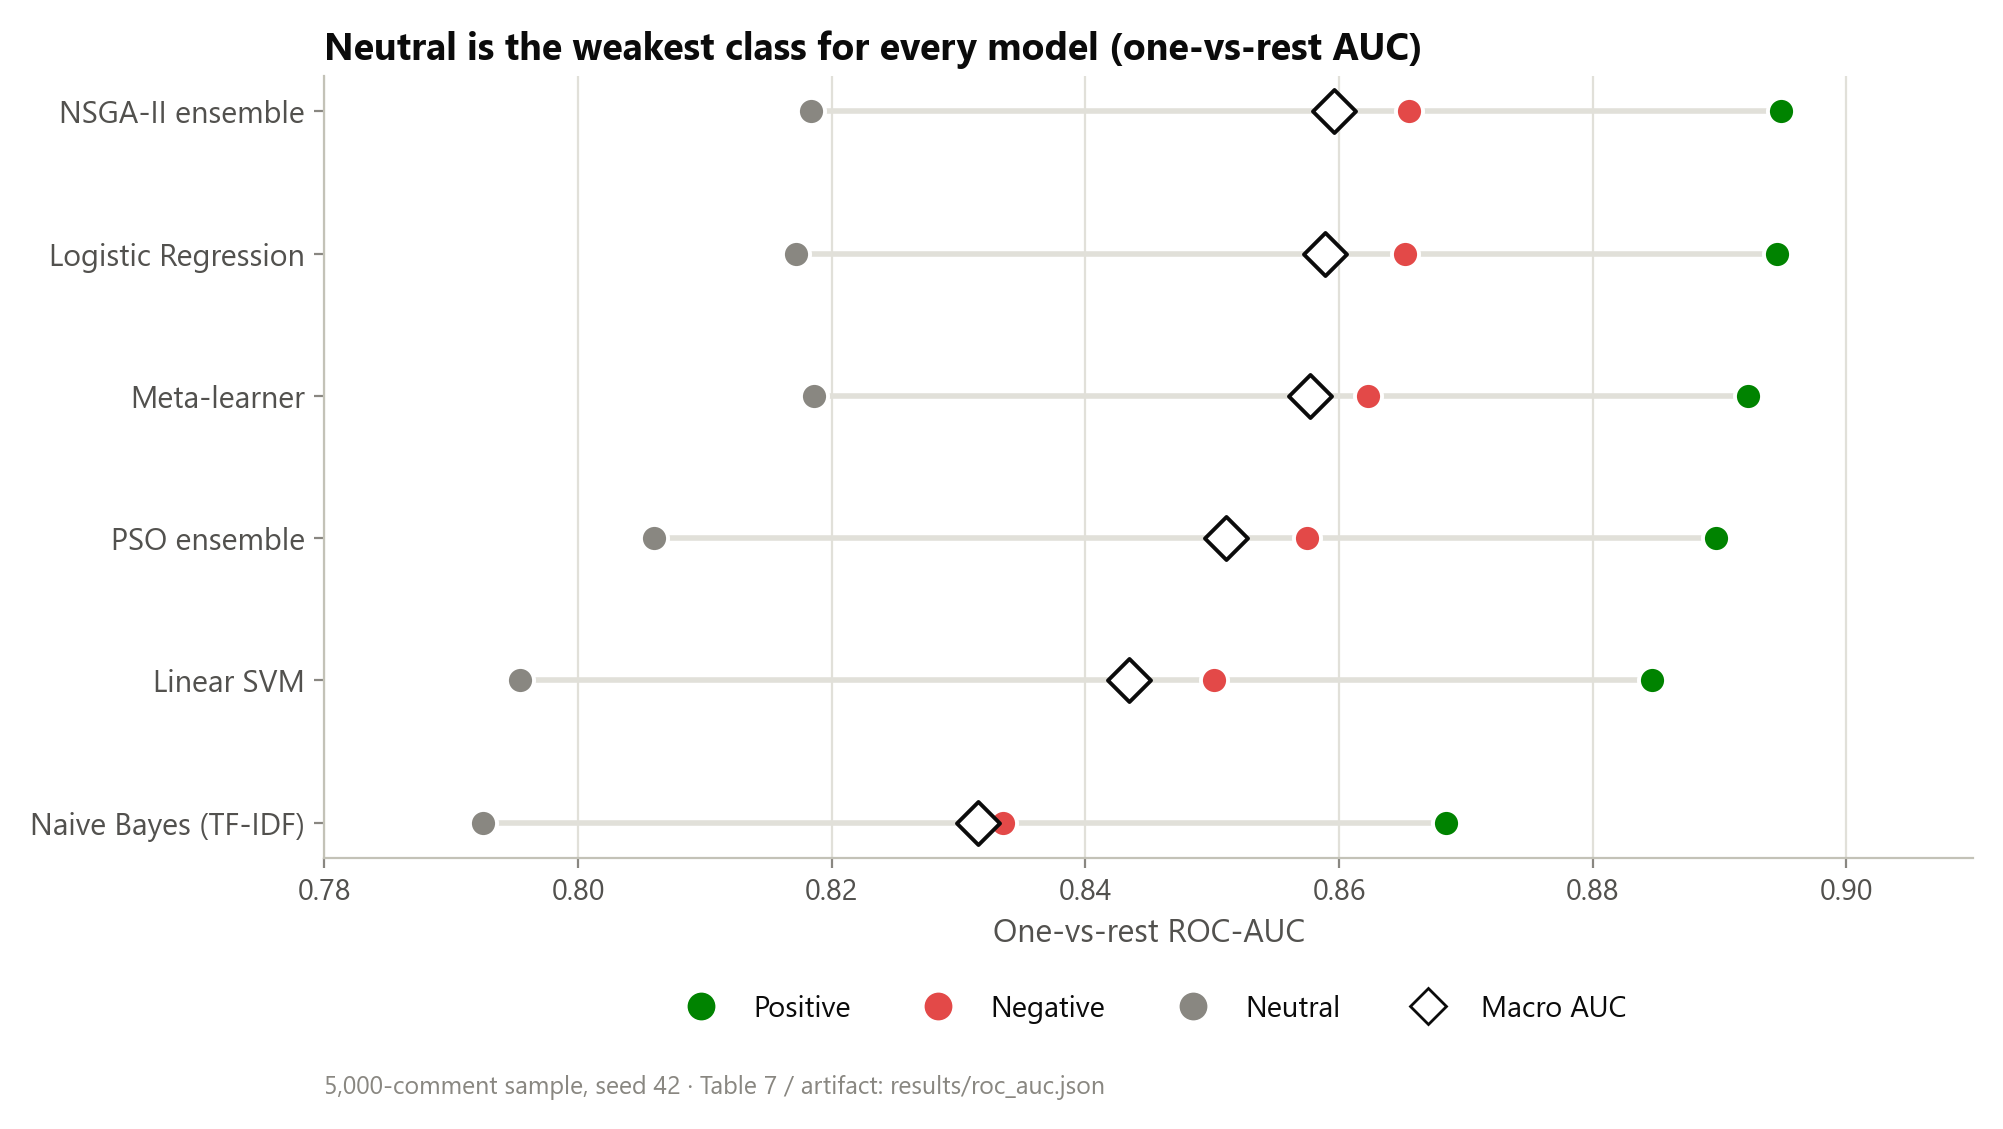 Neutral is the weakest class for every model (one-vs-rest AUC)
NSGA-II ensemble
Logistic Regression
Meta-learner
PSO ensemble
Linear SVM
Naive Bayes (TF-IDF)
0.78 0.80 0.82 0.84 0.86 0.88 0.90
One-vs-rest ROC-AUC
Positive Negative Neutral Macro AUC
5,000-comment sample, seed 42 · Table 7 / artifact: results/roc_auc.json